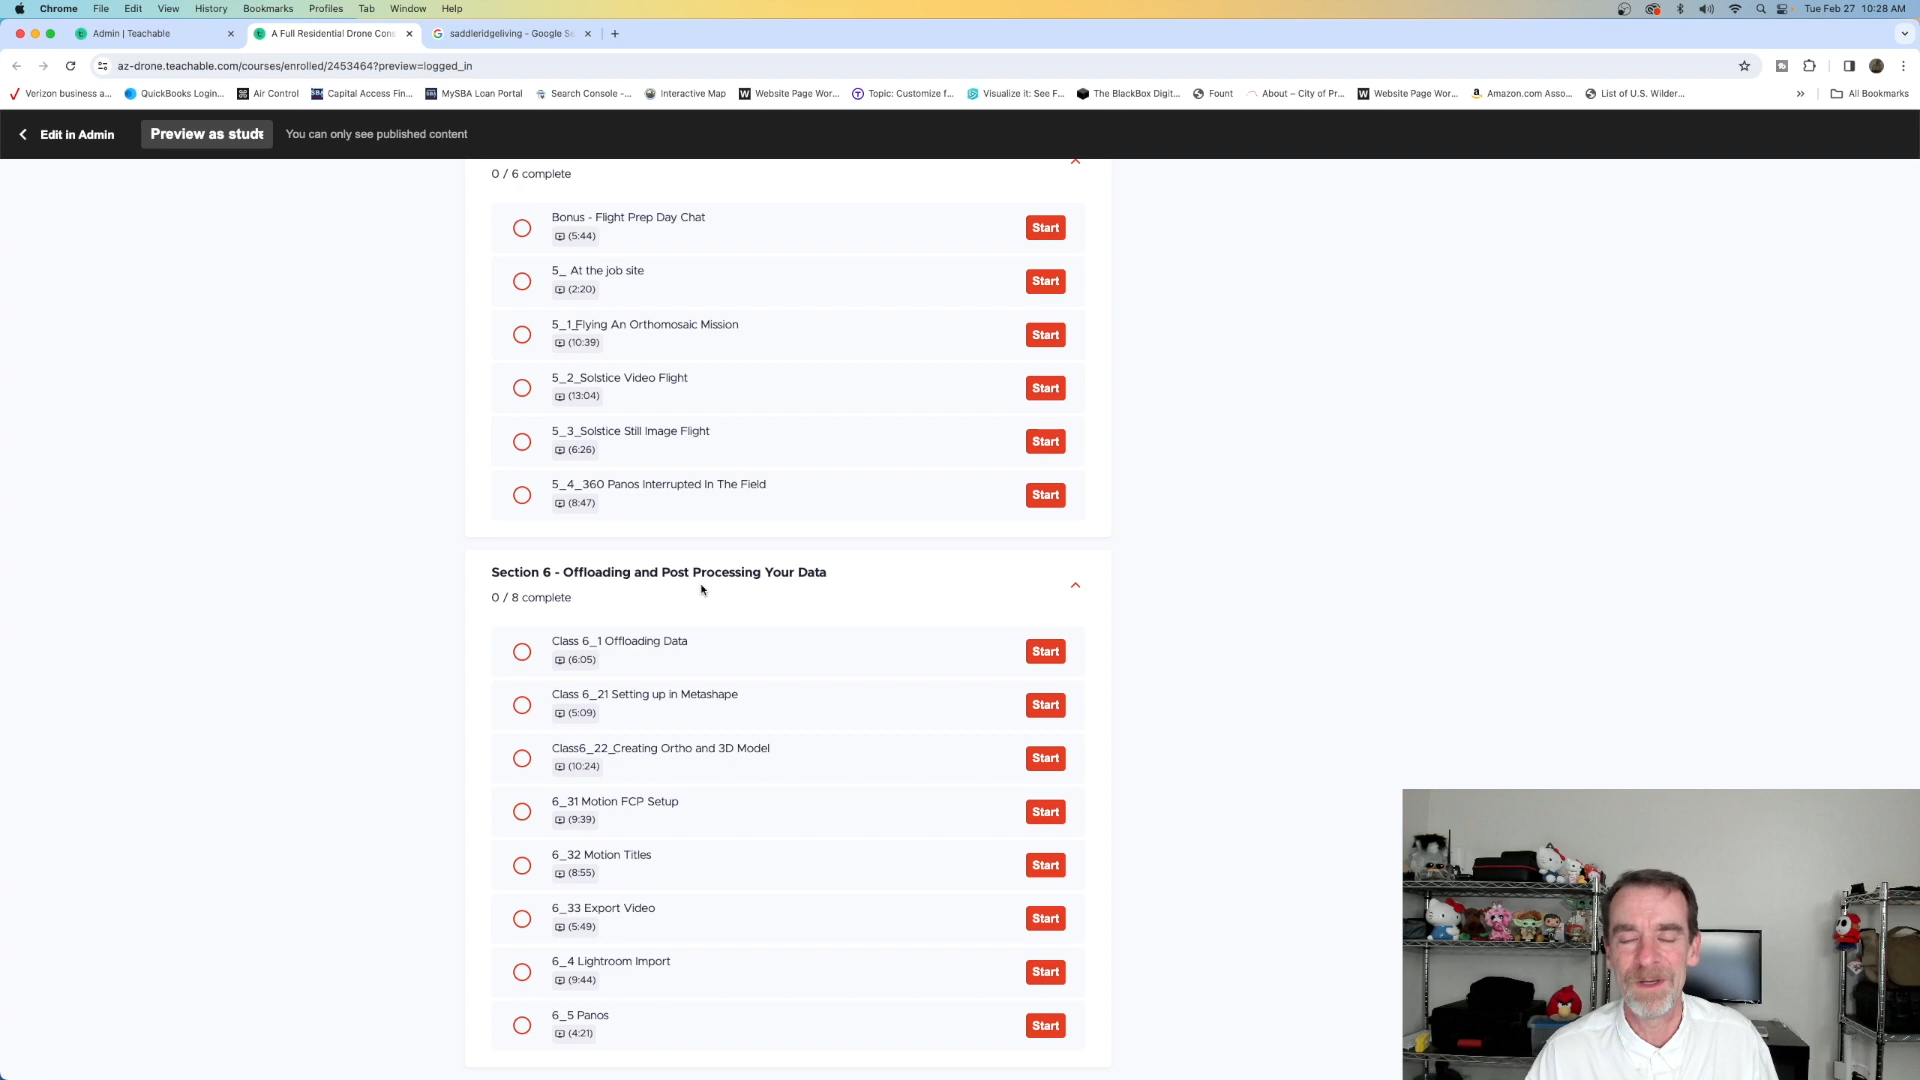 Chrome File Edit View History Bookmarks Profiles Tab Window Help Tue Feb 27 10:28 AM
Admin | Teachable A Full Residential Drone Cons saddleridgeliving - Google Se
az-drone.teachable.com/courses/enrolled/2453464?preview=logged_in
Verizon business a... QuickBooks Login... Air Control SBA Capital Access Fin... MySBA Loan Portal Search Console -... Interactive Map W Website Page Wor... Topic: Customize f... Visualize it: See F... The BlackBox Digit... Fount About – City of Pr... W Website Page Wor... Amazon.com Asso... List of U.S. Wilder... » All Bookmarks
Edit in Admin Preview as stude You can only see published content
0 / 6 complete
Bonus - Flight Prep Day Chat Start
(5:44)
5_ At the job site Start
(2:20)
5_1_Flying An Orthomosaic Mission Start
(10:39)
5_2_Solstice Video Flight Start
(13:04)
5_3_Solstice Still Image Flight Start
(6:26)
5_4_360 Panos Interrupted In The Field Start
(8:47)
Section 6 - Offloading and Post Processing Your Data
0 / 8 complete
Class 6_1 Offloading Data Start
(6:05)
Class 6_21 Setting up in Metashape Start
(5:09)
Class6_22_Creating Ortho and 3D Model Start
(10:24)
6_31 Motion FCP Setup Start
(9:39)
6_32 Motion Titles Start
(8:55)
6_33 Export Video Start
(5:49)
6_4 Lightroom Import Start
(9:44)
6_5 Panos Start
(4:21)